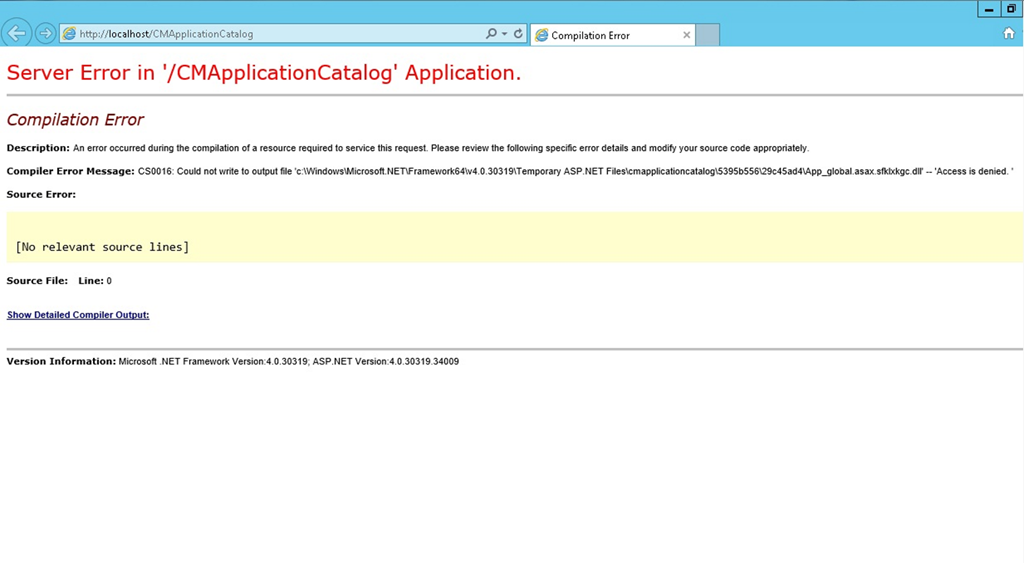 http://localhost/CMApplicationCatalog
Compilation Error
Server Error in '/CMApplicationCatalog' Application.
Compilation Error
Description: An error occurred during the compilation of a resource required to service this request. Please review the following specific error details and modify your source code appropriately.
Compiler Error Message: CS0016: Could not write to output file 'c:\Windows\Microsoft.NET\Framework64\v4.0.30319\Temporary ASP.NET Files\cmapplicationcatalog\5395b556\29c45ad4\App_global.asax.sfklxkgc.dll' -- 'Access is denied. '
Source Error:
[No relevant source lines]
Source File: Line: 0
Show Detailed Compiler Output:
Version Information: Microsoft .NET Framework Version:4.0.30319; ASP.NET Version:4.0.30319.34009